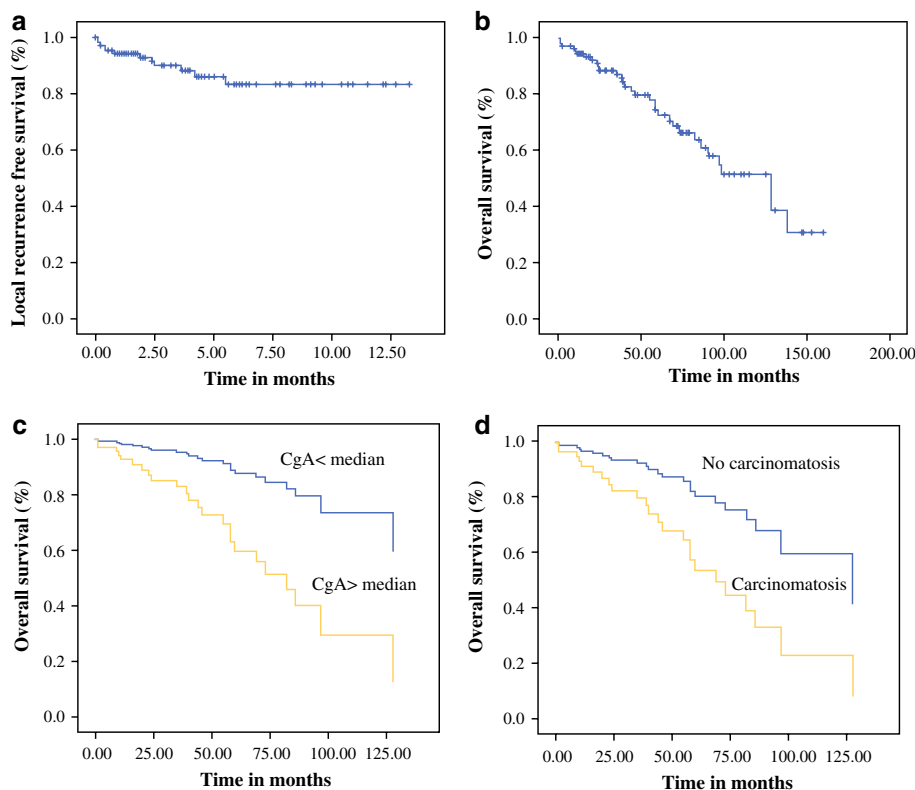 a
Local recurrence free survival (%)
1.0
0.8
0.6
0.4
0.2
0.0
0.00 2.50 5.00 7.50 10.00 12.50
Time in months
b
Overall survival (%)
1.0
0.8
0.6
0.4
0.2
0.0
0.00 50.00 100.00 150.00 200.00
Time in months
c
Overall survival (%)
1.0
0.8
0.6
0.4
0.2
0.0
CgA< median
CgA> median
0.00 25.00 50.00 75.00 100.00 125.00
Time in months
d
Overall survival (%)
1.0
0.8
0.6
0.4
0.2
0.0
No carcinomatosis
Carcinomatosis
0.00 25.00 50.00 75.00 100.00 125.00
Time in months